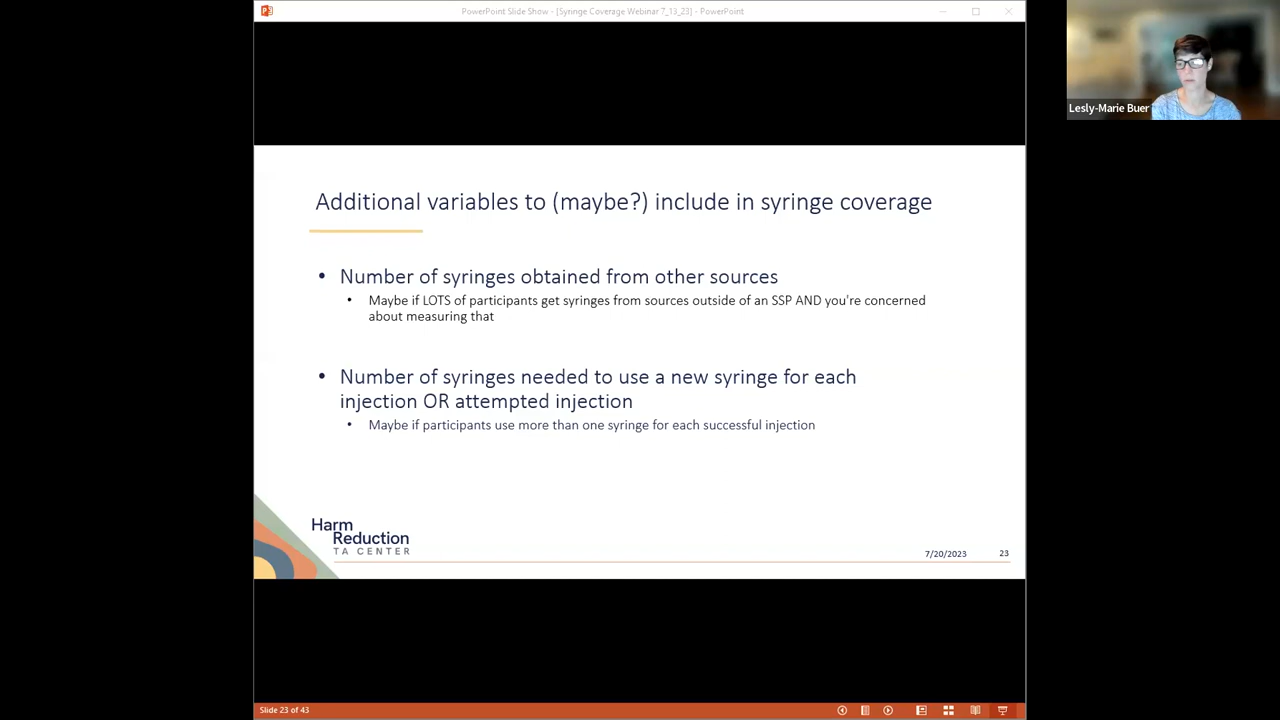 PowerPoint Slide Show - [Syringe Coverage Webinar 7_13_23] - PowerPoint
Lesly-Marie Buer
Additional variables to (maybe?) include in syringe coverage
• Number of syringes obtained from other sources
• Maybe if LOTS of participants get syringes from sources outside of an SSP AND you're concerned
about measuring that
• Number of syringes needed to use a new syringe for each
injection OR attempted injection
• Maybe if participants use more than one syringe for each successful injection
Harm
Reduction
TA CENTER
7/20/2023 23
Slide 23 of 43